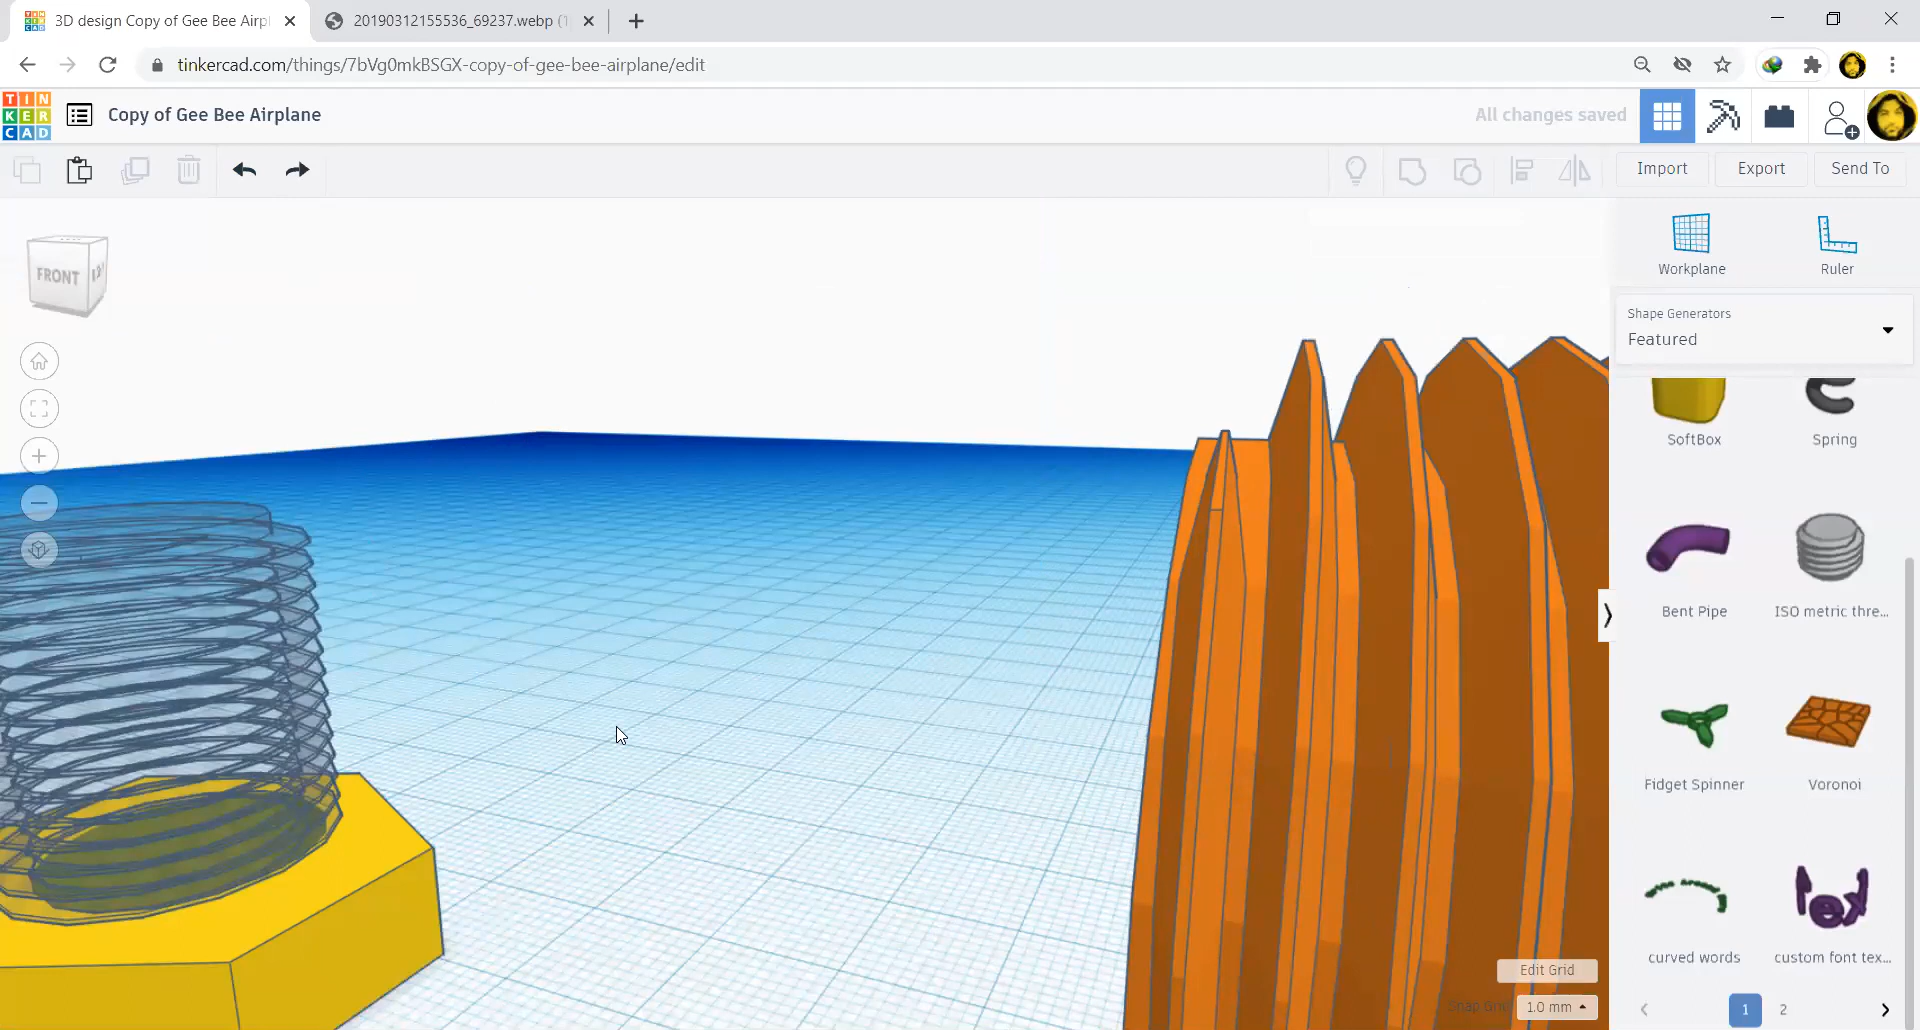 3D design Copy of Gee Bee Airpl
20190312155536_69237.webp (1
tinkercad.com/things/7bVg0mkBSGX-copy-of-gee-bee-airplane/edit
TIN
KER
CAD
Copy of Gee Bee Airplane
All changes saved
Import
Export
Send To
FRONT
Workplane
Ruler
Shape Generators
Featured
SoftBox
Spring
Bent Pipe
ISO metric thre...
Fidget Spinner
Voronoi
curved words
custom font tex...
Edit Grid
Snap Grid
1.0 mm
1
2